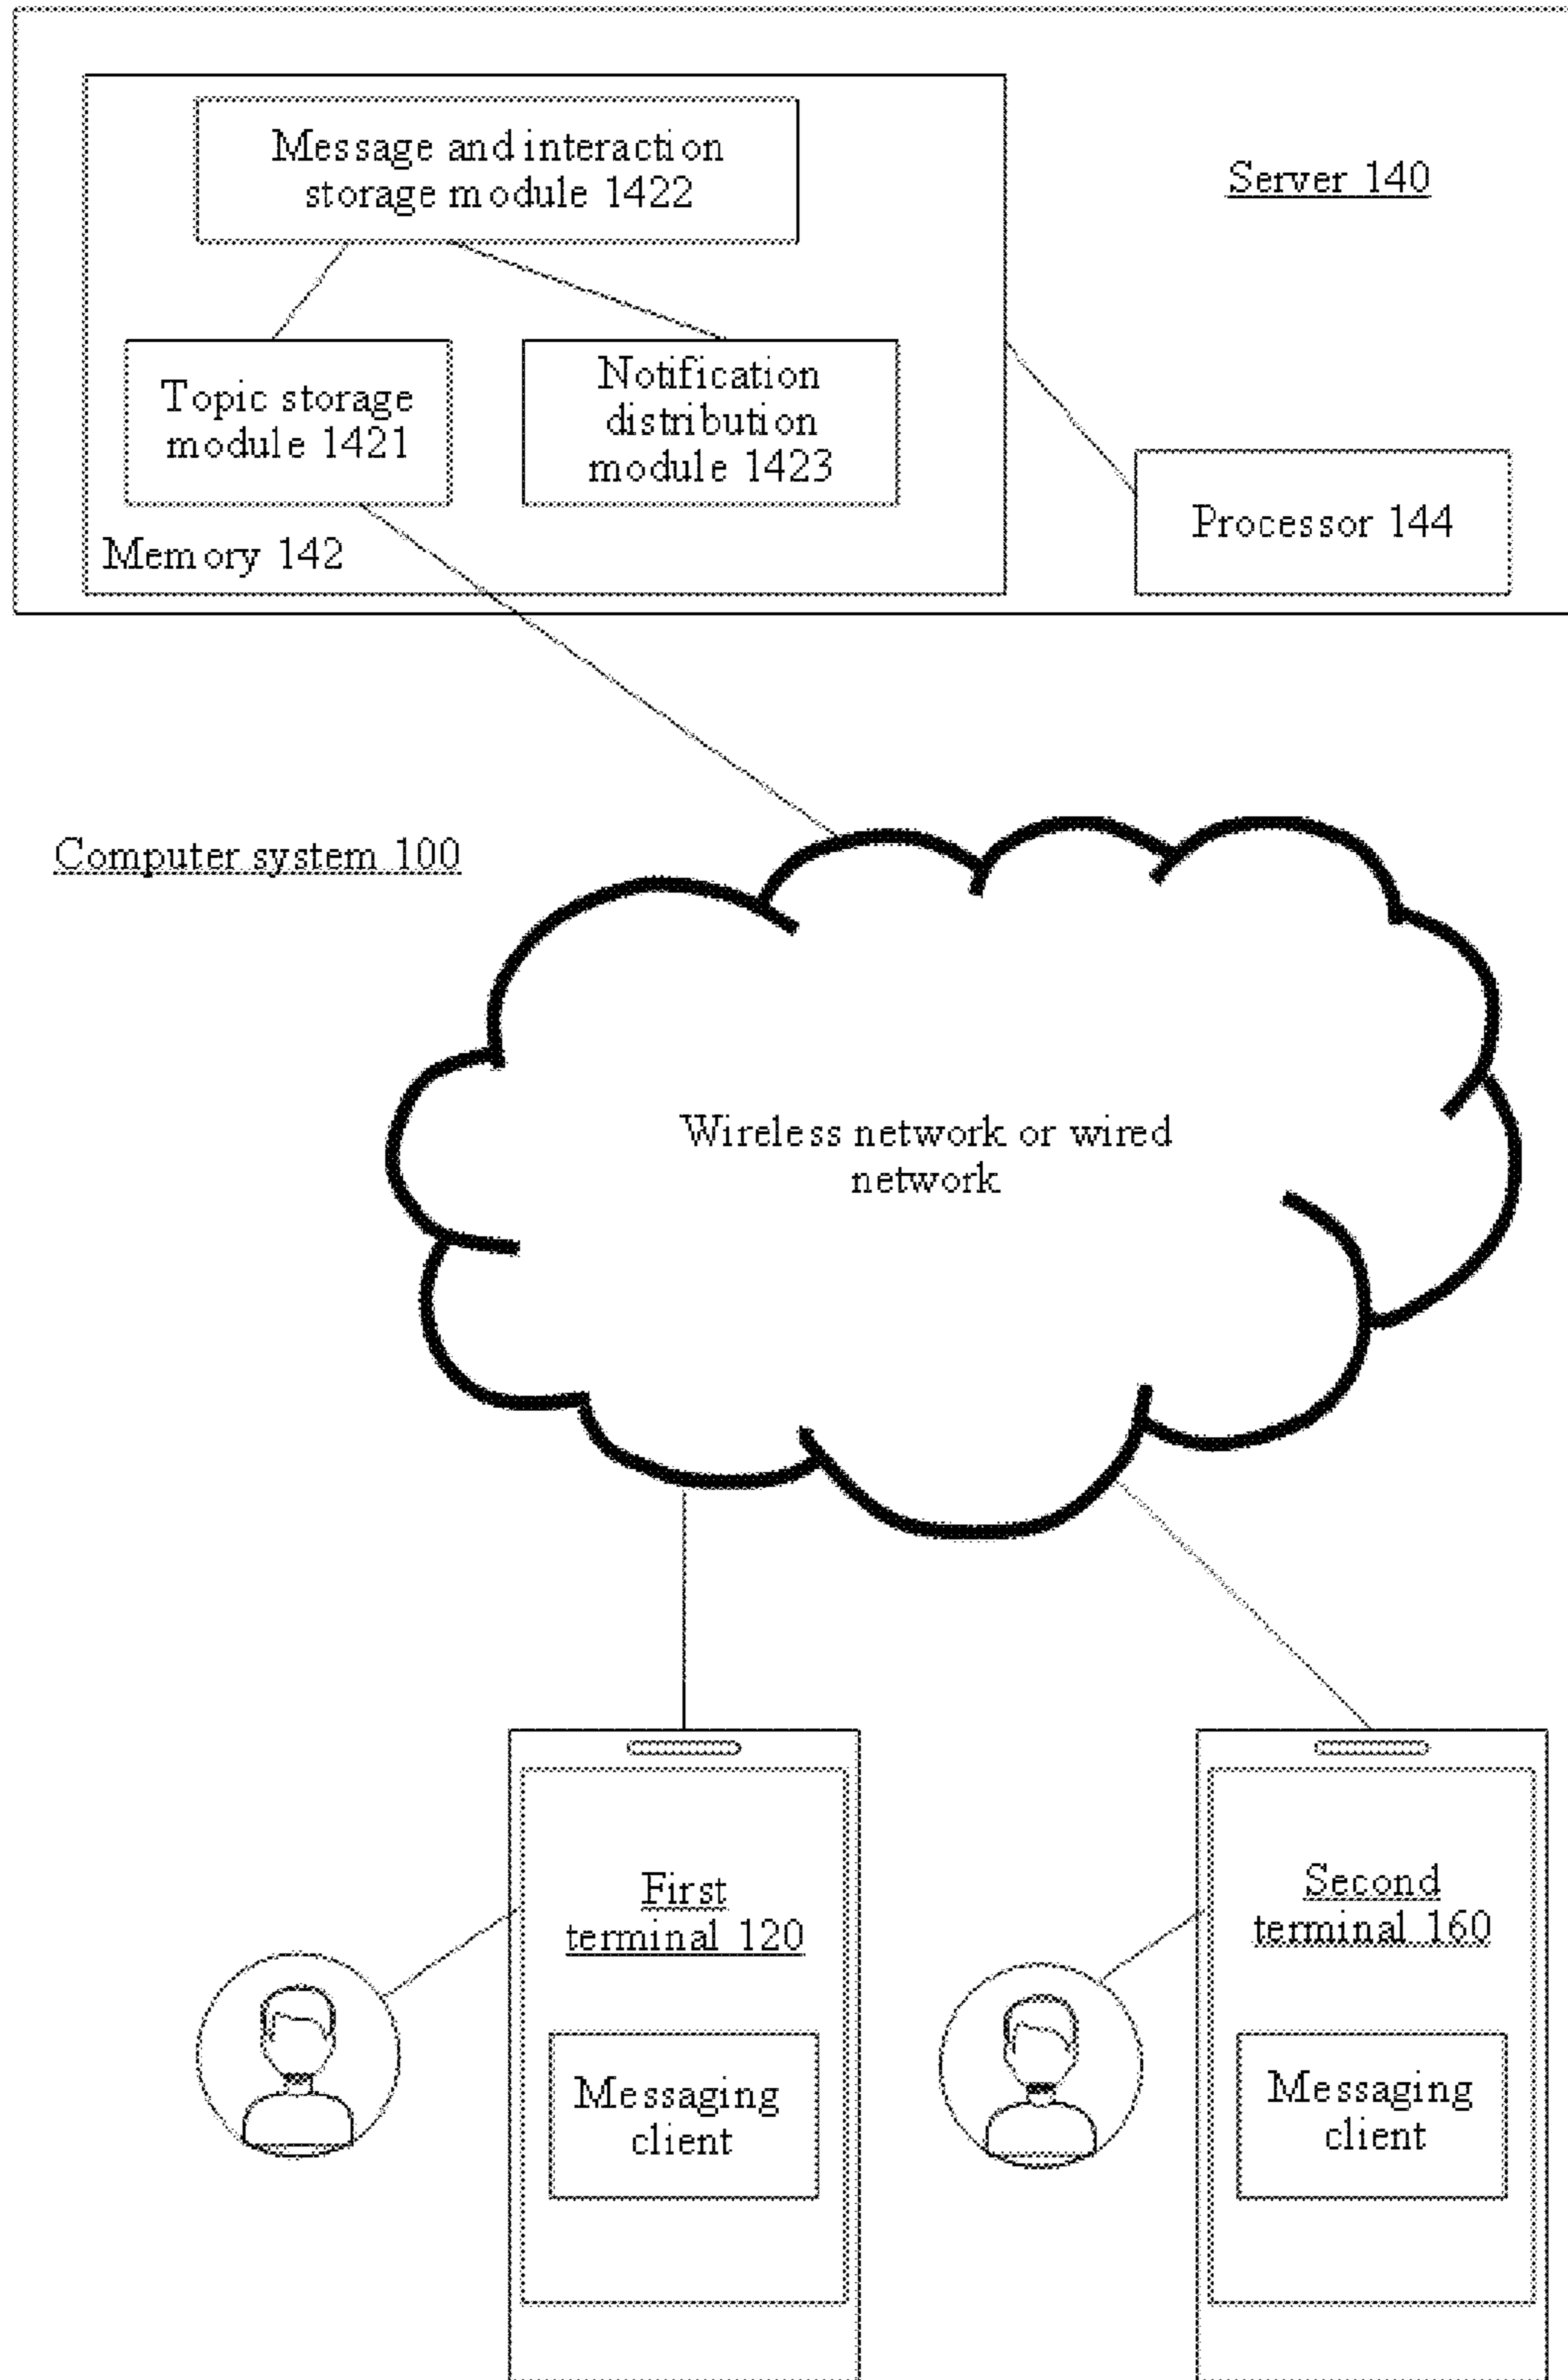 Message and interaction
storage module 1422
Server 140
Topic storage
module 1421
Notification
distribution
module 1423
Memory 142
Processor 144
Computer system 100
Wireless network or wired
network
First
terminal 120
Messaging
client
Second
terminal 160
Messaging
client